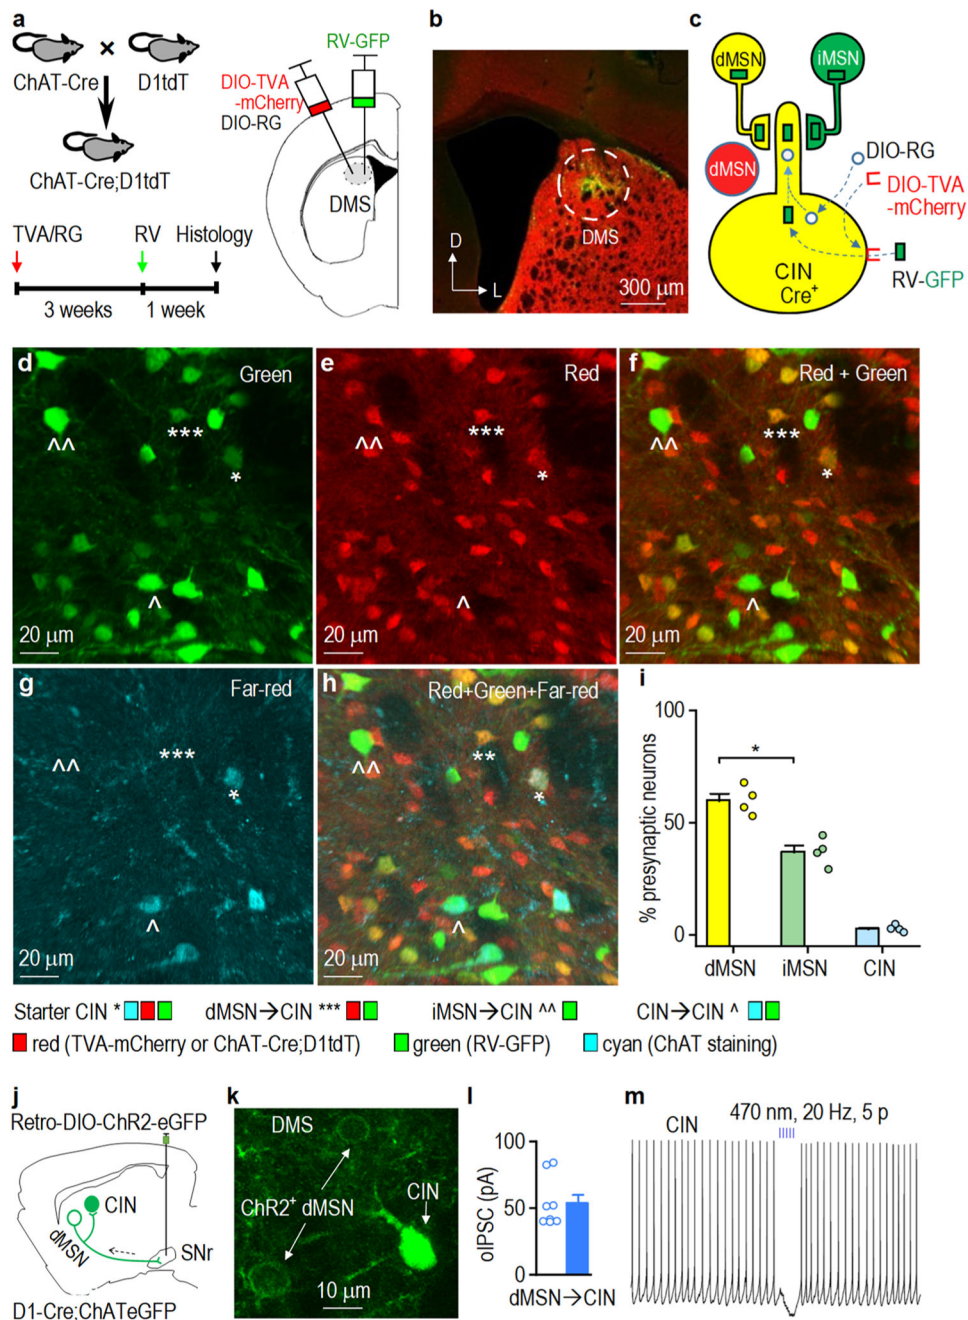 a
ChAT-Cre × D1tdT
ChAT-Cre;D1tdT
TVA/RG RV Histology
3 weeks 1 week
RV-GFP
DIO-TVA
-mCherry
DIO-RG
DMS
b
DMS
D
L
300 μm
c
dMSN iMSN
dMSN
DIO-RG
DIO-TVA
-mCherry
RV-GFP
CIN
Cre+
d
Green
^^
***
*
^
20 μm
e
Red
^^
***
*
^
20 μm
f
Red + Green
^^
***
*
^
20 μm
g
Far-red
^^
***
*
^
20 μm
h
Red+Green+Far-red
^^
**
*
^
20 μm
i
% presynaptic neurons
100
50
0
*
dMSN iMSN CIN
Starter CIN * dMSN→CIN *** iMSN→CIN ^^ CIN→CIN ^
red (TVA-mCherry or ChAT-Cre;D1tdT) green (RV-GFP) cyan (ChAT staining)
j
Retro-DIO-ChR2-eGFP
CIN
dMSN
SNr
D1-Cre;ChATeGFP
k
DMS
CIN
ChR2+ dMSN
10 μm
l
oIPSC (pA)
100
50
0
dMSN→CIN
m
470 nm, 20 Hz, 5 p
CIN